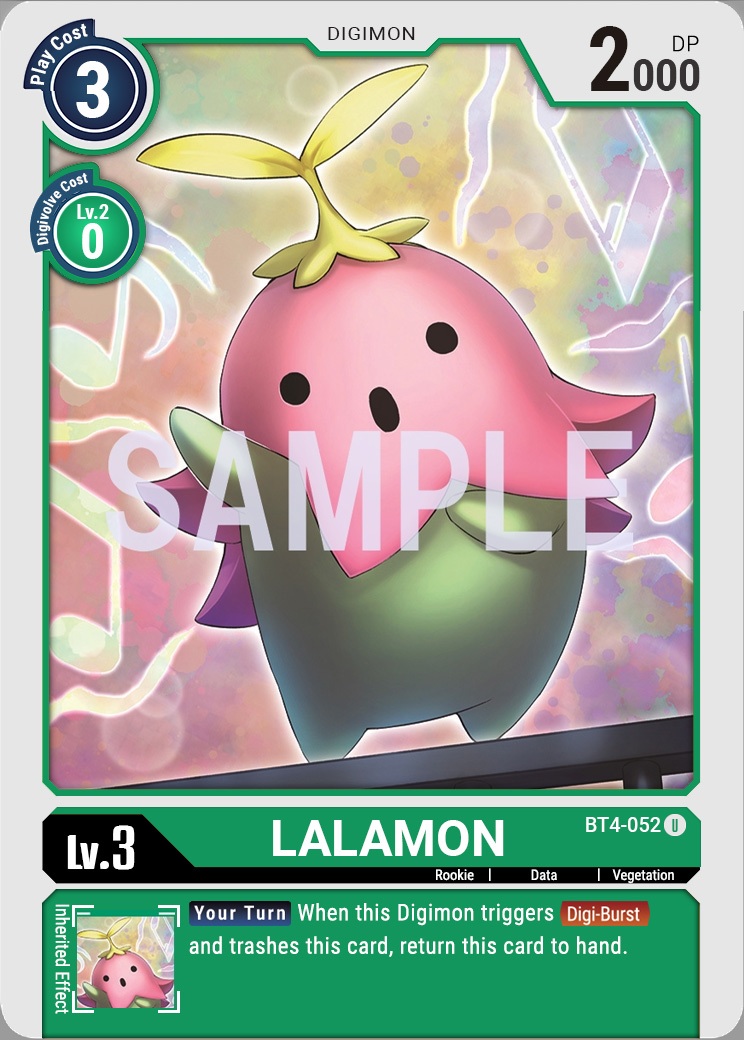 DIGIMON
Play Cost
3
DP
2000
Digivolve Cost
Lv.2
0
SAMPLE
Lv.3
LALAMON
BT4-052 U
Rookie | Data | Vegetation
Inherited Effect
Your Turn When this Digimon triggers Digi-Burst
and trashes this card, return this card to hand.